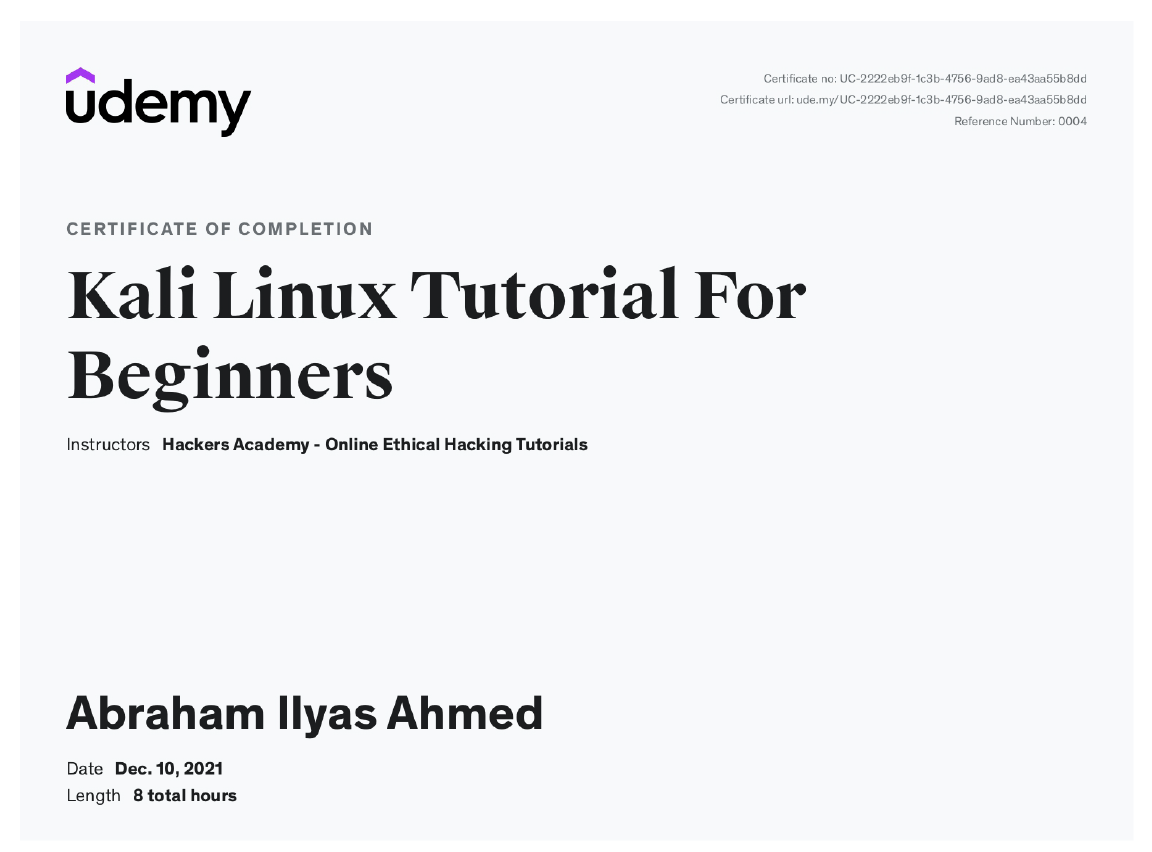 udemy
Certificate no: UC-2222eb9f-1c3b-4756-9ad8-ea43aa55b8dd
Certificate url: ude.my/UC-2222eb9f-1c3b-4756-9ad8-ea43aa55b8dd
Reference Number: 0004
CERTIFICATE OF COMPLETION
Kali Linux Tutorial For
Beginners
Instructors Hackers Academy - Online Ethical Hacking Tutorials
Abraham Ilyas Ahmed
Date Dec. 10, 2021
Length 8 total hours